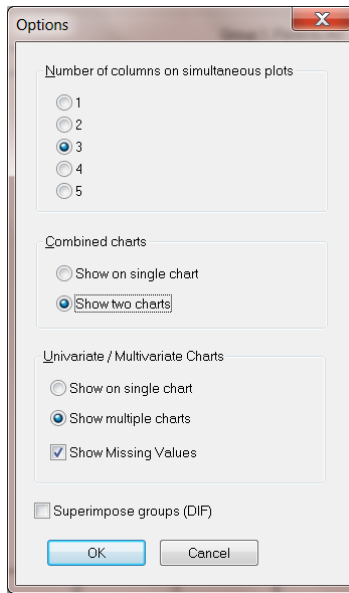 Options
Number of columns on simultaneous plots
1
2
3
4
5
Combined charts
Show on single chart
Show two charts
Univariate / Multivariate Charts
Show on single chart
Show multiple charts
Show Missing Values
Superimpose groups (DIF)
OK
Cancel